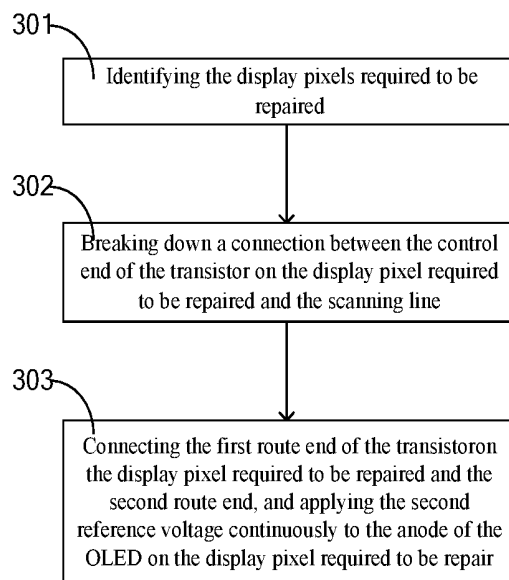 301
Identifying the display pixels required to be
repaired
302
Breaking down a connection between the control
end of the transistor on the display pixel required
to be repaired and the scanning line
303
Connecting the first route end of the transistoron
the display pixel required to be repaired and the
second route end, and applying the second
reference voltage continuously to the anode of the
OLED on the display pixel required to be repair